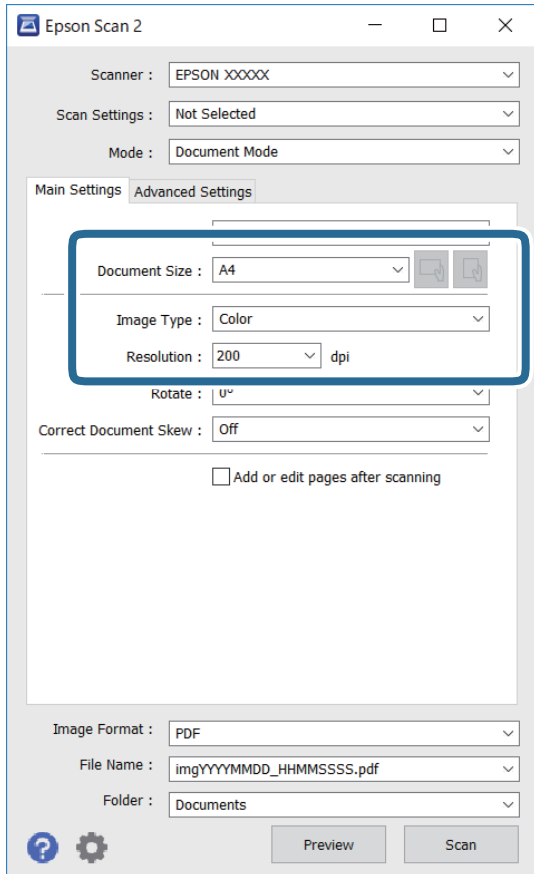 Epson Scan 2
Scanner : EPSON XXXXX
Scan Settings : Not Selected
Mode : Document Mode
Main Settings Advanced Settings
Document Size : A4
Image Type : Color
Resolution : 200 dpi
Rotate : 0°
Correct Document Skew : Off
Add or edit pages after scanning
Image Format : PDF
File Name : imgYYYYMMDD_HHMMSSSS.pdf
Folder : Documents
? Preview Scan